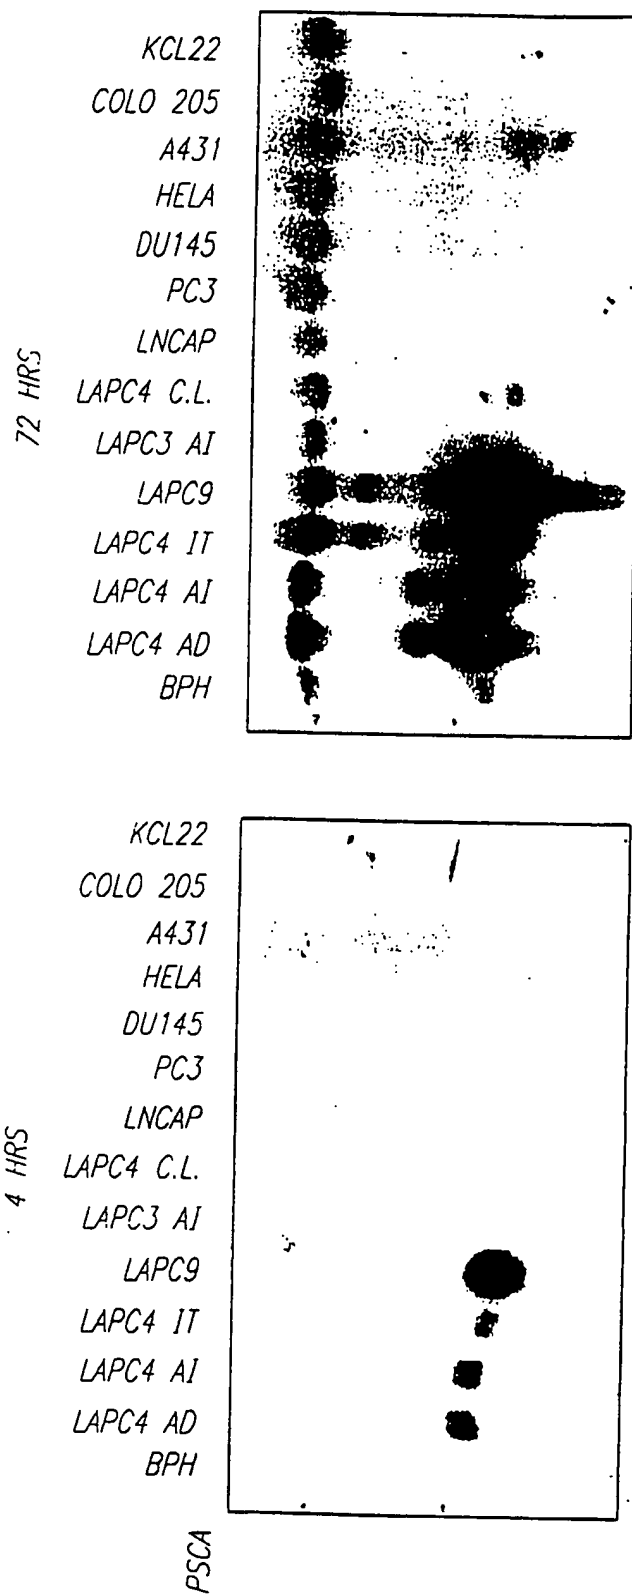 72 HRS
KCL22
COLO 205
A431
HELA
DU145
PC3
LNCAP
LAPC4 C.L.
LAPC3 AI
LAPC9
LAPC4 IT
LAPC4 AI
LAPC4 AD
BPH
4 HRS
KCL22
COLO 205
A431
HELA
DU145
PC3
LNCAP
LAPC4 C.L.
LAPC3 AI
LAPC9
LAPC4 IT
LAPC4 AI
LAPC4 AD
BPH
PSCA